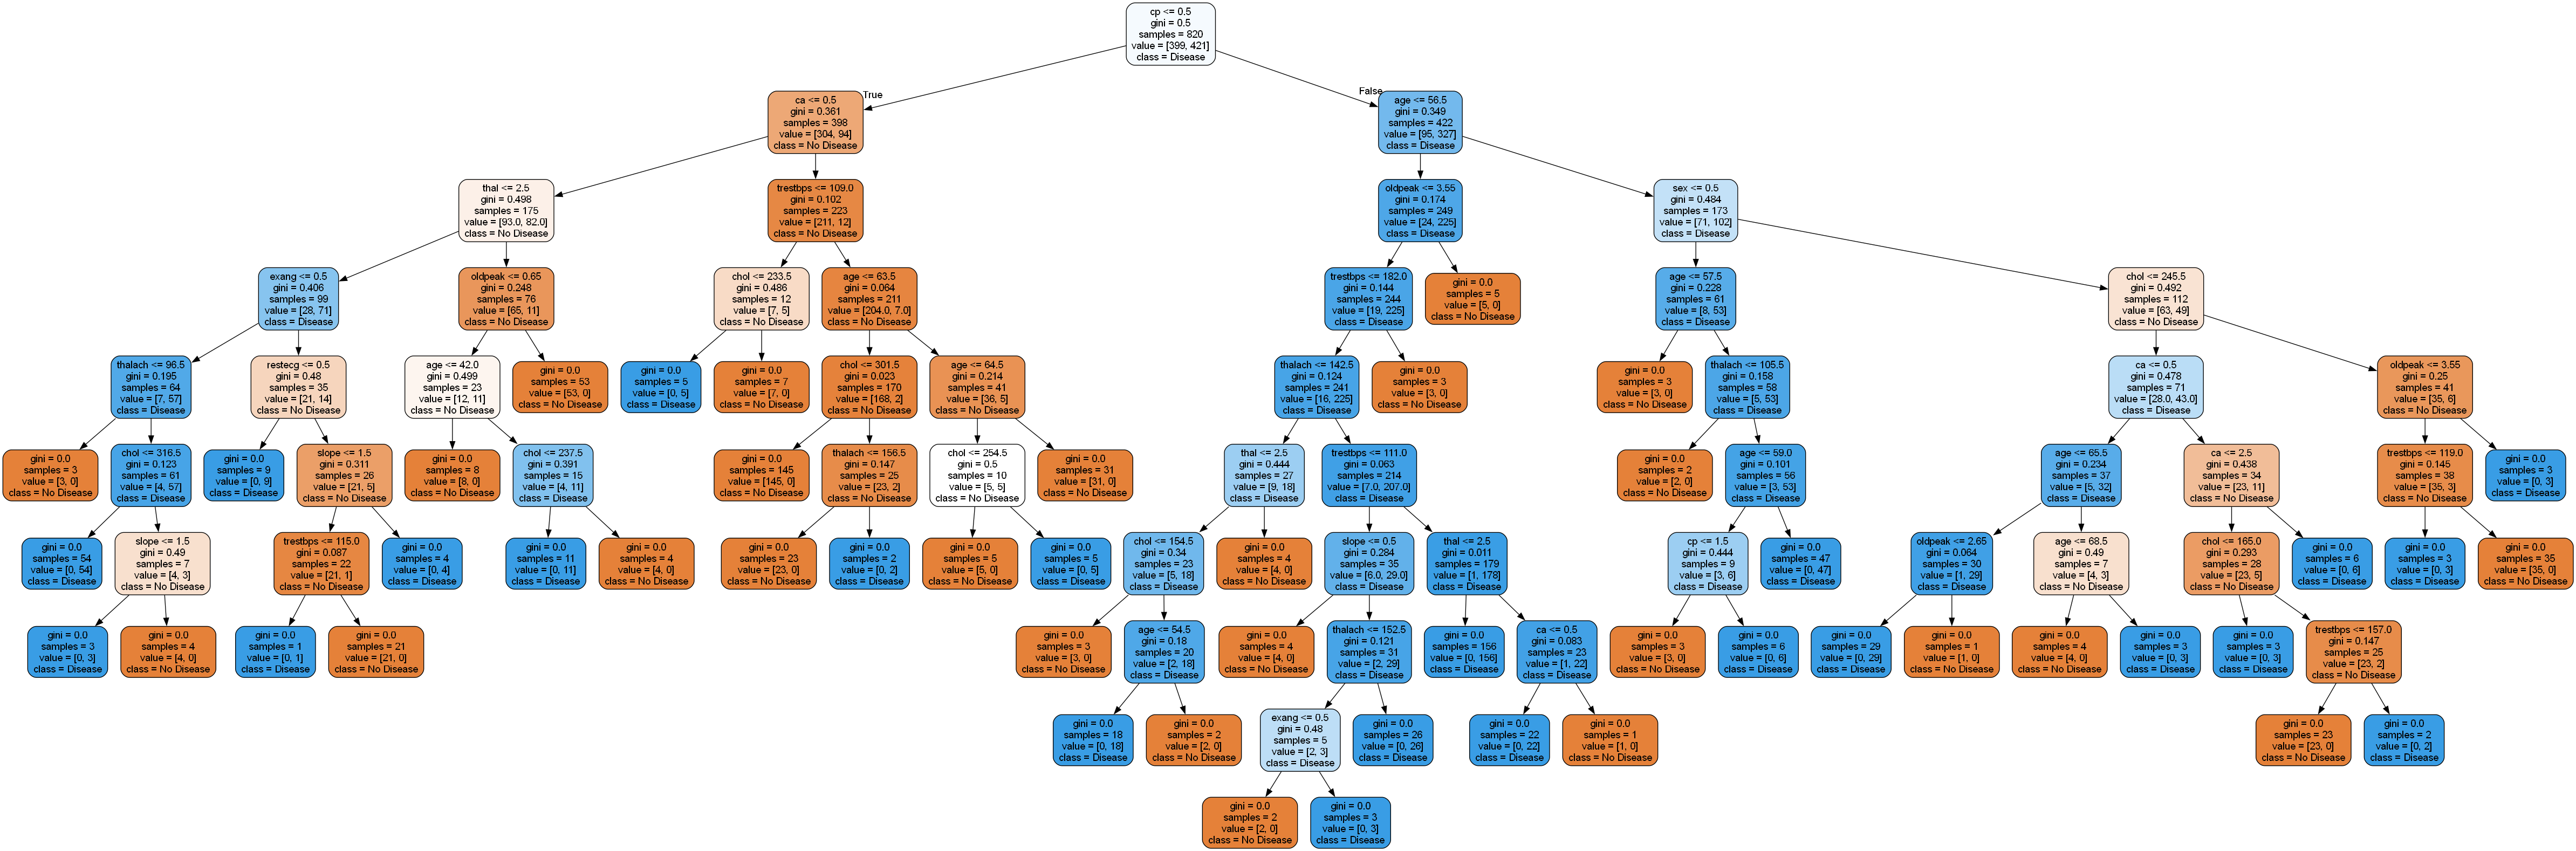 cp <= 0.5
gini = 0.5
samples = 820
value = [399, 421]
class = Disease
True
False
ca <= 0.5
gini = 0.361
samples = 398
value = [304, 94]
class = No Disease
age <= 56.5
gini = 0.349
samples = 422
value = [95, 327]
class = Disease
thal <= 2.5
gini = 0.498
samples = 175
value = [93.0, 82.0]
class = No Disease
trestbps <= 109.0
gini = 0.102
samples = 223
value = [211, 12]
class = No Disease
oldpeak <= 3.55
gini = 0.174
samples = 249
value = [24, 225]
class = Disease
sex <= 0.5
gini = 0.484
samples = 173
value = [71, 102]
class = Disease
exang <= 0.5
gini = 0.406
samples = 99
value = [28, 71]
class = Disease
oldpeak <= 0.65
gini = 0.248
samples = 76
value = [65, 11]
class = No Disease
chol <= 233.5
gini = 0.486
samples = 12
value = [7, 5]
class = No Disease
age <= 63.5
gini = 0.064
samples = 211
value = [204.0, 7.0]
class = No Disease
trestbps <= 182.0
gini = 0.144
samples = 244
value = [19, 225]
class = Disease
gini = 0.0
samples = 5
value = [5, 0]
class = No Disease
age <= 57.5
gini = 0.228
samples = 61
value = [8, 53]
class = Disease
chol <= 245.5
gini = 0.492
samples = 112
value = [63, 49]
class = No Disease
thalach <= 96.5
gini = 0.195
samples = 64
value = [7, 57]
class = Disease
restecg <= 0.5
gini = 0.48
samples = 35
value = [21, 14]
class = No Disease
age <= 42.0
gini = 0.499
samples = 23
value = [12, 11]
class = No Disease
gini = 0.0
samples = 53
value = [53, 0]
class = No Disease
gini = 0.0
samples = 5
value = [0, 5]
class = Disease
gini = 0.0
samples = 7
value = [7, 0]
class = No Disease
chol <= 301.5
gini = 0.023
samples = 170
value = [168, 2]
class = No Disease
age <= 64.5
gini = 0.214
samples = 41
value = [36, 5]
class = No Disease
thalach <= 142.5
gini = 0.124
samples = 241
value = [16, 225]
class = Disease
gini = 0.0
samples = 3
value = [3, 0]
class = No Disease
gini = 0.0
samples = 3
value = [3, 0]
class = No Disease
thalach <= 105.5
gini = 0.158
samples = 58
value = [5, 53]
class = Disease
ca <= 0.5
gini = 0.478
samples = 71
value = [28.0, 43.0]
class = Disease
oldpeak <= 3.55
gini = 0.25
samples = 41
value = [35, 6]
class = No Disease
gini = 0.0
samples = 3
value = [3, 0]
class = No Disease
chol <= 316.5
gini = 0.123
samples = 61
value = [4, 57]
class = Disease
gini = 0.0
samples = 9
value = [0, 9]
class = Disease
slope <= 1.5
gini = 0.311
samples = 26
value = [21, 5]
class = No Disease
gini = 0.0
samples = 8
value = [8, 0]
class = No Disease
chol <= 237.5
gini = 0.391
samples = 15
value = [4, 11]
class = Disease
gini = 0.0
samples = 145
value = [145, 0]
class = No Disease
thalach <= 156.5
gini = 0.147
samples = 25
value = [23, 2]
class = No Disease
chol <= 254.5
gini = 0.5
samples = 10
value = [5, 5]
class = No Disease
gini = 0.0
samples = 31
value = [31, 0]
class = No Disease
thal <= 2.5
gini = 0.444
samples = 27
value = [9, 18]
class = Disease
trestbps <= 111.0
gini = 0.063
samples = 214
value = [7.0, 207.0]
class = Disease
gini = 0.0
samples = 2
value = [2, 0]
class = No Disease
age <= 59.0
gini = 0.101
samples = 56
value = [3, 53]
class = Disease
age <= 65.5
gini = 0.234
samples = 37
value = [5, 32]
class = Disease
ca <= 2.5
gini = 0.438
samples = 34
value = [23, 11]
class = No Disease
trestbps <= 119.0
gini = 0.145
samples = 38
value = [35, 3]
class = No Disease
gini = 0.0
samples = 3
value = [0, 3]
class = Disease
gini = 0.0
samples = 54
value = [0, 54]
class = Disease
slope <= 1.5
gini = 0.49
samples = 7
value = [4, 3]
class = No Disease
trestbps <= 115.0
gini = 0.087
samples = 22
value = [21, 1]
class = No Disease
gini = 0.0
samples = 4
value = [0, 4]
class = Disease
gini = 0.0
samples = 11
value = [0, 11]
class = Disease
gini = 0.0
samples = 4
value = [4, 0]
class = No Disease
gini = 0.0
samples = 23
value = [23, 0]
class = No Disease
gini = 0.0
samples = 2
value = [0, 2]
class = Disease
gini = 0.0
samples = 5
value = [5, 0]
class = No Disease
gini = 0.0
samples = 5
value = [0, 5]
class = Disease
chol <= 154.5
gini = 0.34
samples = 23
value = [5, 18]
class = Disease
gini = 0.0
samples = 4
value = [4, 0]
class = No Disease
slope <= 0.5
gini = 0.284
samples = 35
value = [6.0, 29.0]
class = Disease
thal <= 2.5
gini = 0.011
samples = 179
value = [1, 178]
class = Disease
cp <= 1.5
gini = 0.444
samples = 9
value = [3, 6]
class = Disease
gini = 0.0
samples = 47
value = [0, 47]
class = Disease
oldpeak <= 2.65
gini = 0.064
samples = 30
value = [1, 29]
class = Disease
age <= 68.5
gini = 0.49
samples = 7
value = [4, 3]
class = No Disease
chol <= 165.0
gini = 0.293
samples = 28
value = [23, 5]
class = No Disease
gini = 0.0
samples = 6
value = [0, 6]
class = Disease
gini = 0.0
samples = 3
value = [0, 3]
class = Disease
gini = 0.0
samples = 35
value = [35, 0]
class = No Disease
gini = 0.0
samples = 3
value = [0, 3]
class = Disease
gini = 0.0
samples = 4
value = [4, 0]
class = No Disease
gini = 0.0
samples = 1
value = [0, 1]
class = Disease
gini = 0.0
samples = 21
value = [21, 0]
class = No Disease
gini = 0.0
samples = 3
value = [3, 0]
class = No Disease
age <= 54.5
gini = 0.18
samples = 20
value = [2, 18]
class = Disease
gini = 0.0
samples = 4
value = [4, 0]
class = No Disease
thalach <= 152.5
gini = 0.121
samples = 31
value = [2, 29]
class = Disease
gini = 0.0
samples = 156
value = [0, 156]
class = Disease
ca <= 0.5
gini = 0.083
samples = 23
value = [1, 22]
class = Disease
gini = 0.0
samples = 3
value = [3, 0]
class = No Disease
gini = 0.0
samples = 6
value = [0, 6]
class = Disease
gini = 0.0
samples = 29
value = [0, 29]
class = Disease
gini = 0.0
samples = 1
value = [1, 0]
class = No Disease
gini = 0.0
samples = 4
value = [4, 0]
class = No Disease
gini = 0.0
samples = 3
value = [0, 3]
class = Disease
gini = 0.0
samples = 3
value = [0, 3]
class = Disease
trestbps <= 157.0
gini = 0.147
samples = 25
value = [23, 2]
class = No Disease
gini = 0.0
samples = 18
value = [0, 18]
class = Disease
gini = 0.0
samples = 2
value = [2, 0]
class = No Disease
exang <= 0.5
gini = 0.48
samples = 5
value = [2, 3]
class = Disease
gini = 0.0
samples = 26
value = [0, 26]
class = Disease
gini = 0.0
samples = 22
value = [0, 22]
class = Disease
gini = 0.0
samples = 1
value = [1, 0]
class = No Disease
gini = 0.0
samples = 23
value = [23, 0]
class = No Disease
gini = 0.0
samples = 2
value = [0, 2]
class = Disease
gini = 0.0
samples = 2
value = [2, 0]
class = No Disease
gini = 0.0
samples = 3
value = [0, 3]
class = Disease